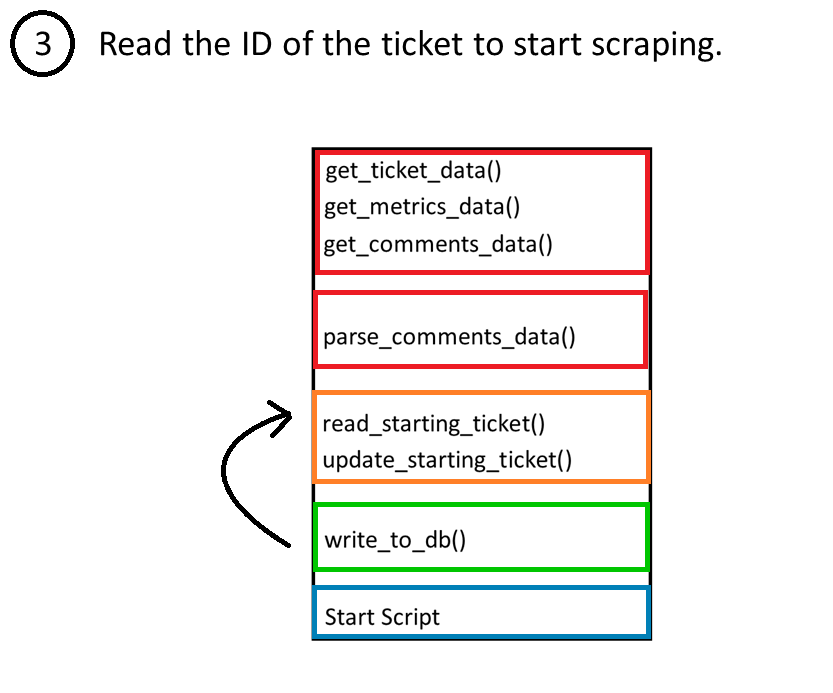 3 Read the ID of the ticket to start scraping.
get_ticket_data()
get_metrics_data()
get_comments_data()
parse_comments_data()
read_starting_ticket()
update_starting_ticket()
write_to_db()
Start Script